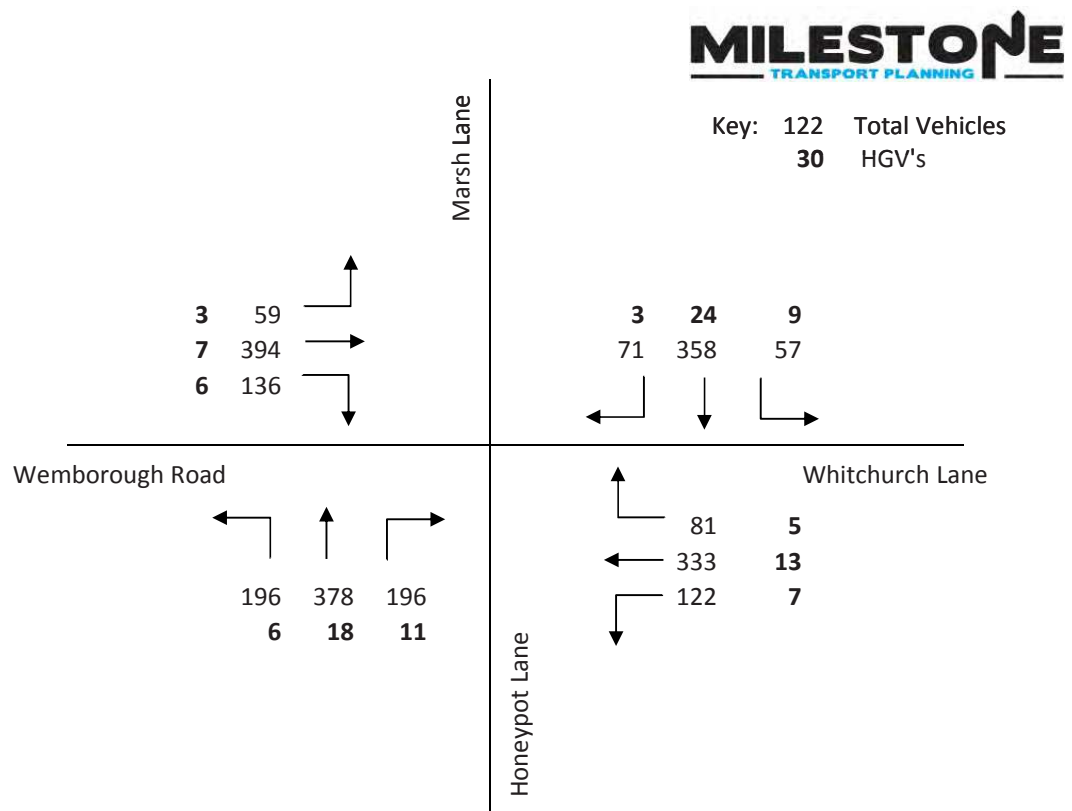 MILESTONE
TRANSPORT PLANNING
Key: 122 Total Vehicles
30 HGV's
Marsh Lane
3 59
7 394
6 136
3 24 9
71 358 57
Wemborough Road
Whitchurch Lane
81 5
333 13
122 7
196 378 196
6 18 11
Honeypot Lane